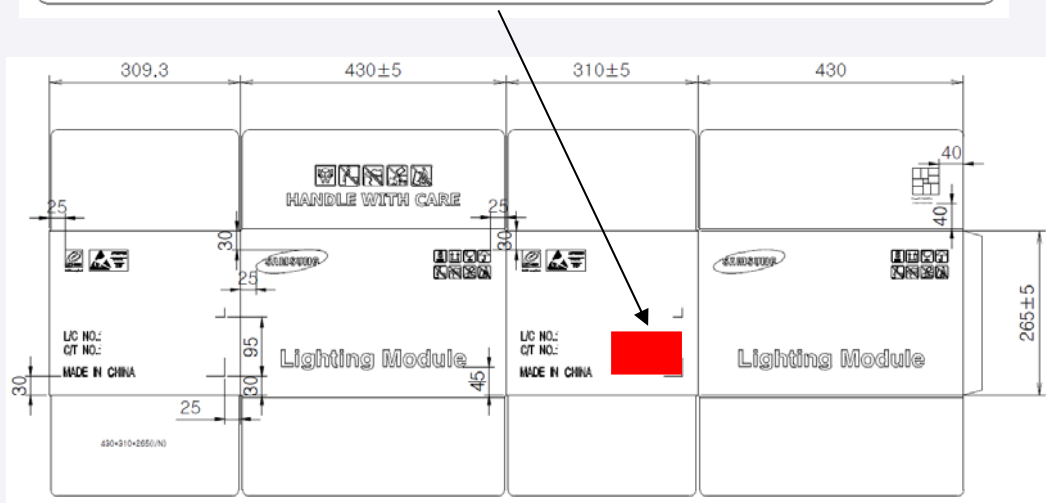 309.3
430±5
310±5
430
40
HANDLE WITH CARE
25
25
40
30
30
SAMSUNG
SAMSUNG
25
265±5
L/C NO.:
C/T NO.:
MADE IN CHINA
95
Lighting Module
L/C NO.:
C/T NO.:
MADE IN CHINA
Lighting Module
30
30
45
25
430*310*265(I/N)